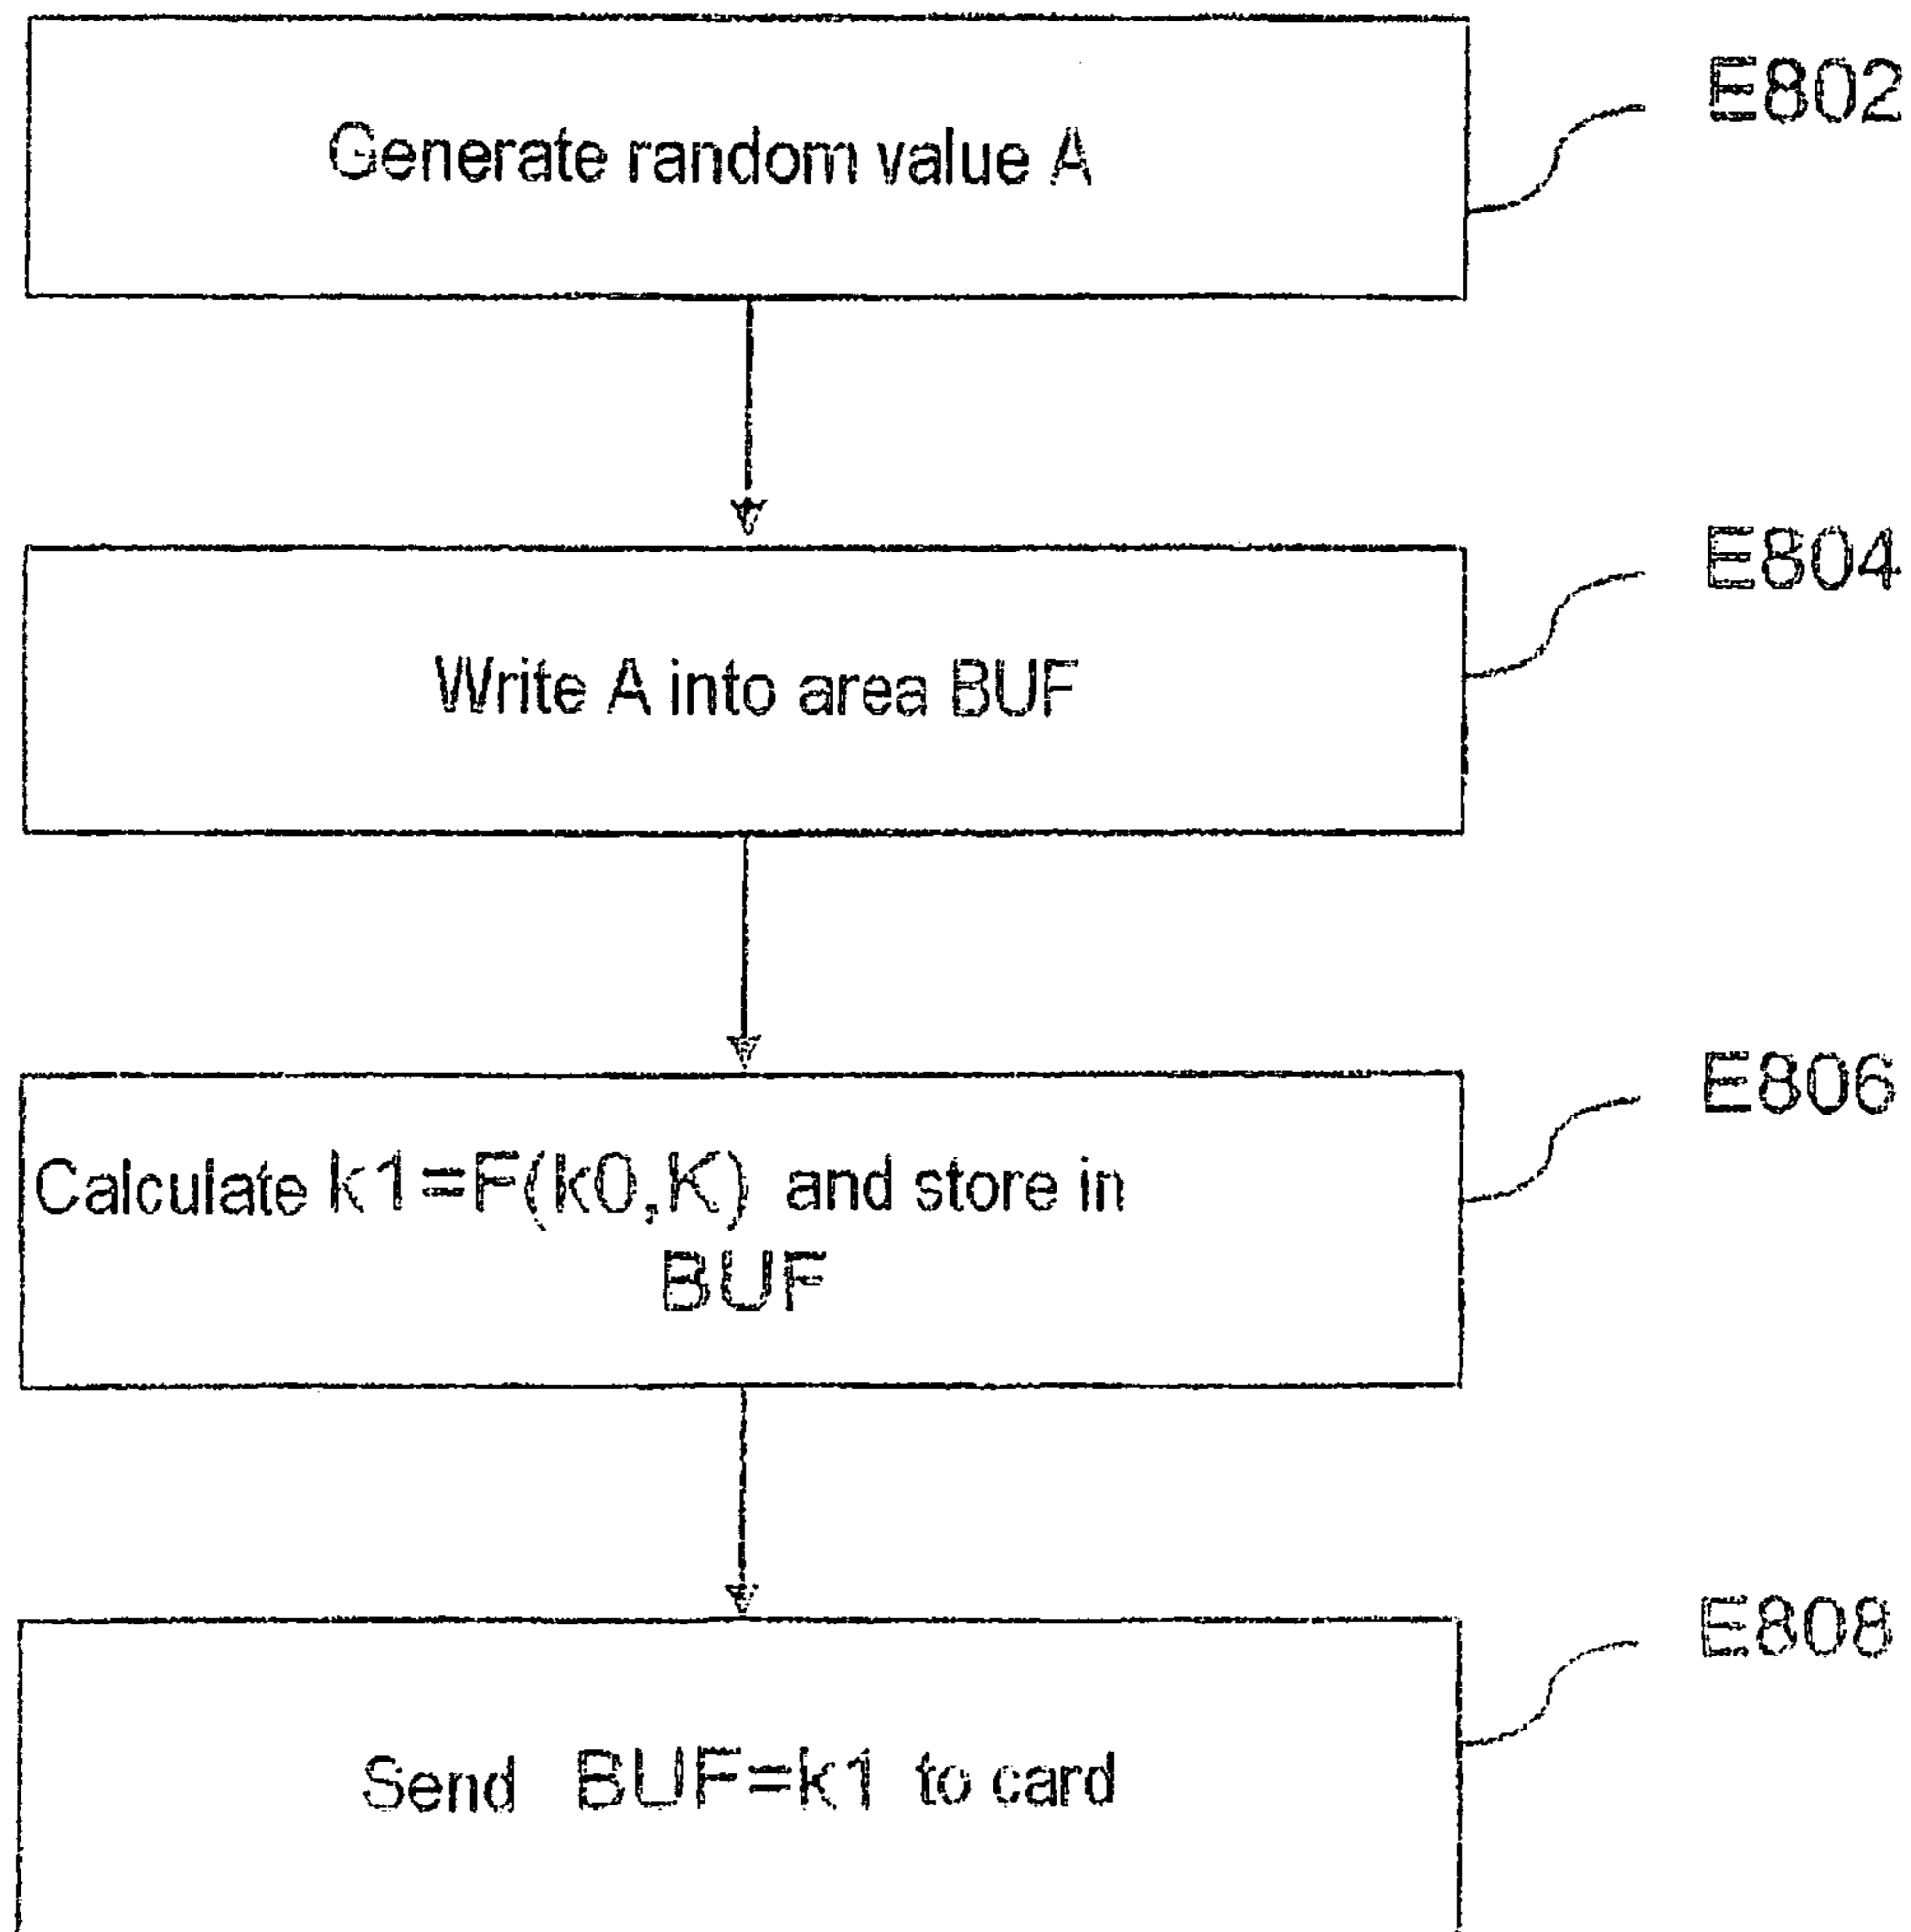 Generate random value A
E802
Write A into area BUF
E804
Calculate k1=F(k0,K) and store in
BUF
E806
Send BUF=k1 to card
E808